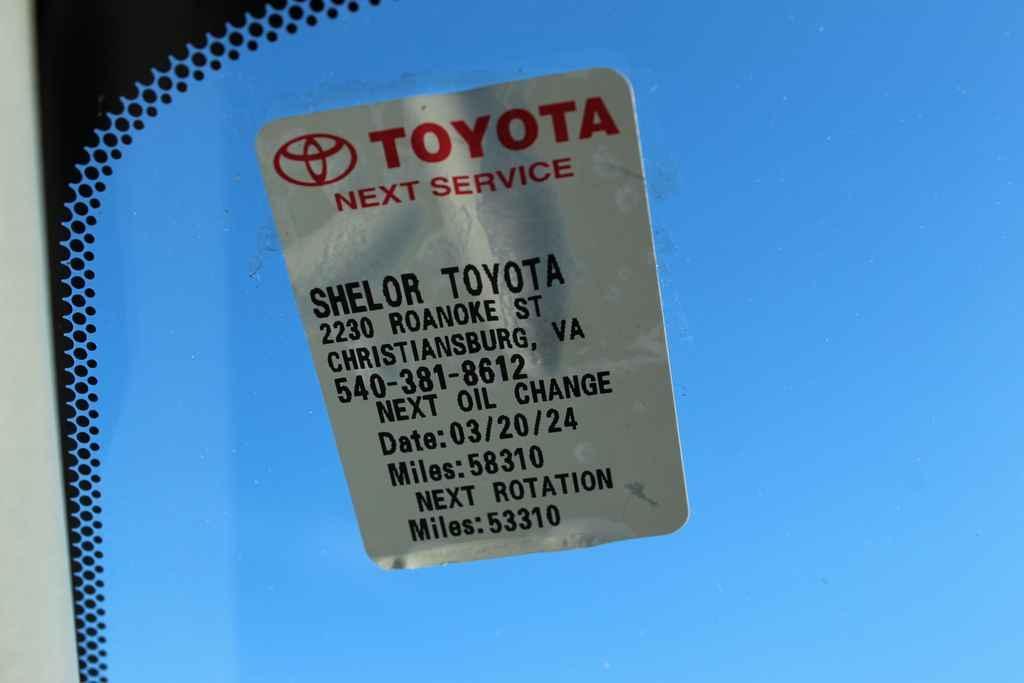 TOYOTA
NEXT SERVICE
SHELOR TOYOTA
2230 ROANOKE ST
CHRISTIANSBURG, VA
540-381-8612
NEXT OIL CHANGE
Date:03/20/24
Miles:58310
NEXT ROTATION
Miles:53310